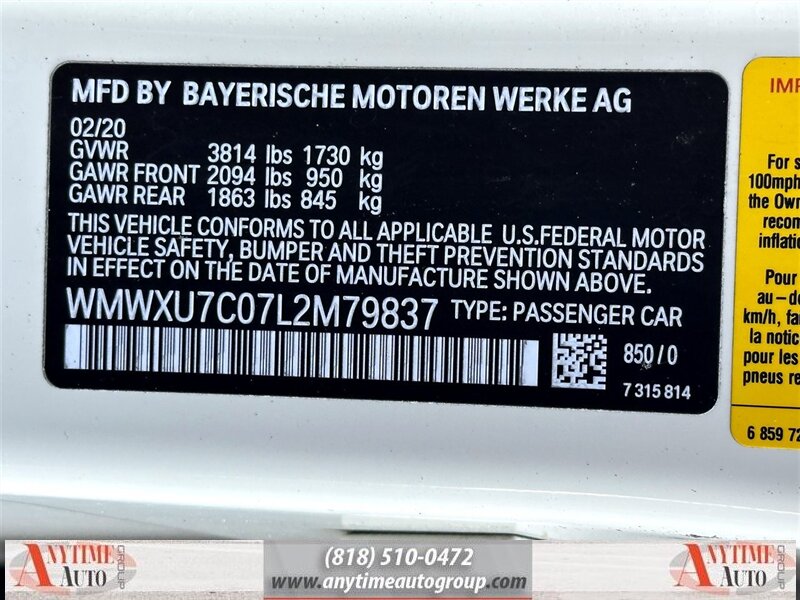 MFD BY BAYERISCHE MOTOREN WERKE AG
02/20
GVWR 3814 lbs 1730 kg
GAWR FRONT 2094 lbs 950 kg
GAWR REAR 1863 lbs 845 kg
THIS VEHICLE CONFORMS TO ALL APPLICABLE U.S.FEDERAL MOTOR
VEHICLE SAFETY, BUMPER AND THEFT PREVENTION STANDARDS
IN EFFECT ON THE DATE OF MANUFACTURE SHOWN ABOVE.
WMWXU7C07L2M79837 TYPE: PASSENGER CAR
850/0
7 315 814
IMP
For s
100mph
the Own
recom
inflatio
Pour
au-de
km/h, fai
la notic
pour les
pneus re
6 859 72
ANYTIME
AUTO
GROUP
(818) 510-0472
www.anytimeautogroup.com
ANYTIME
AUTO
GROUP